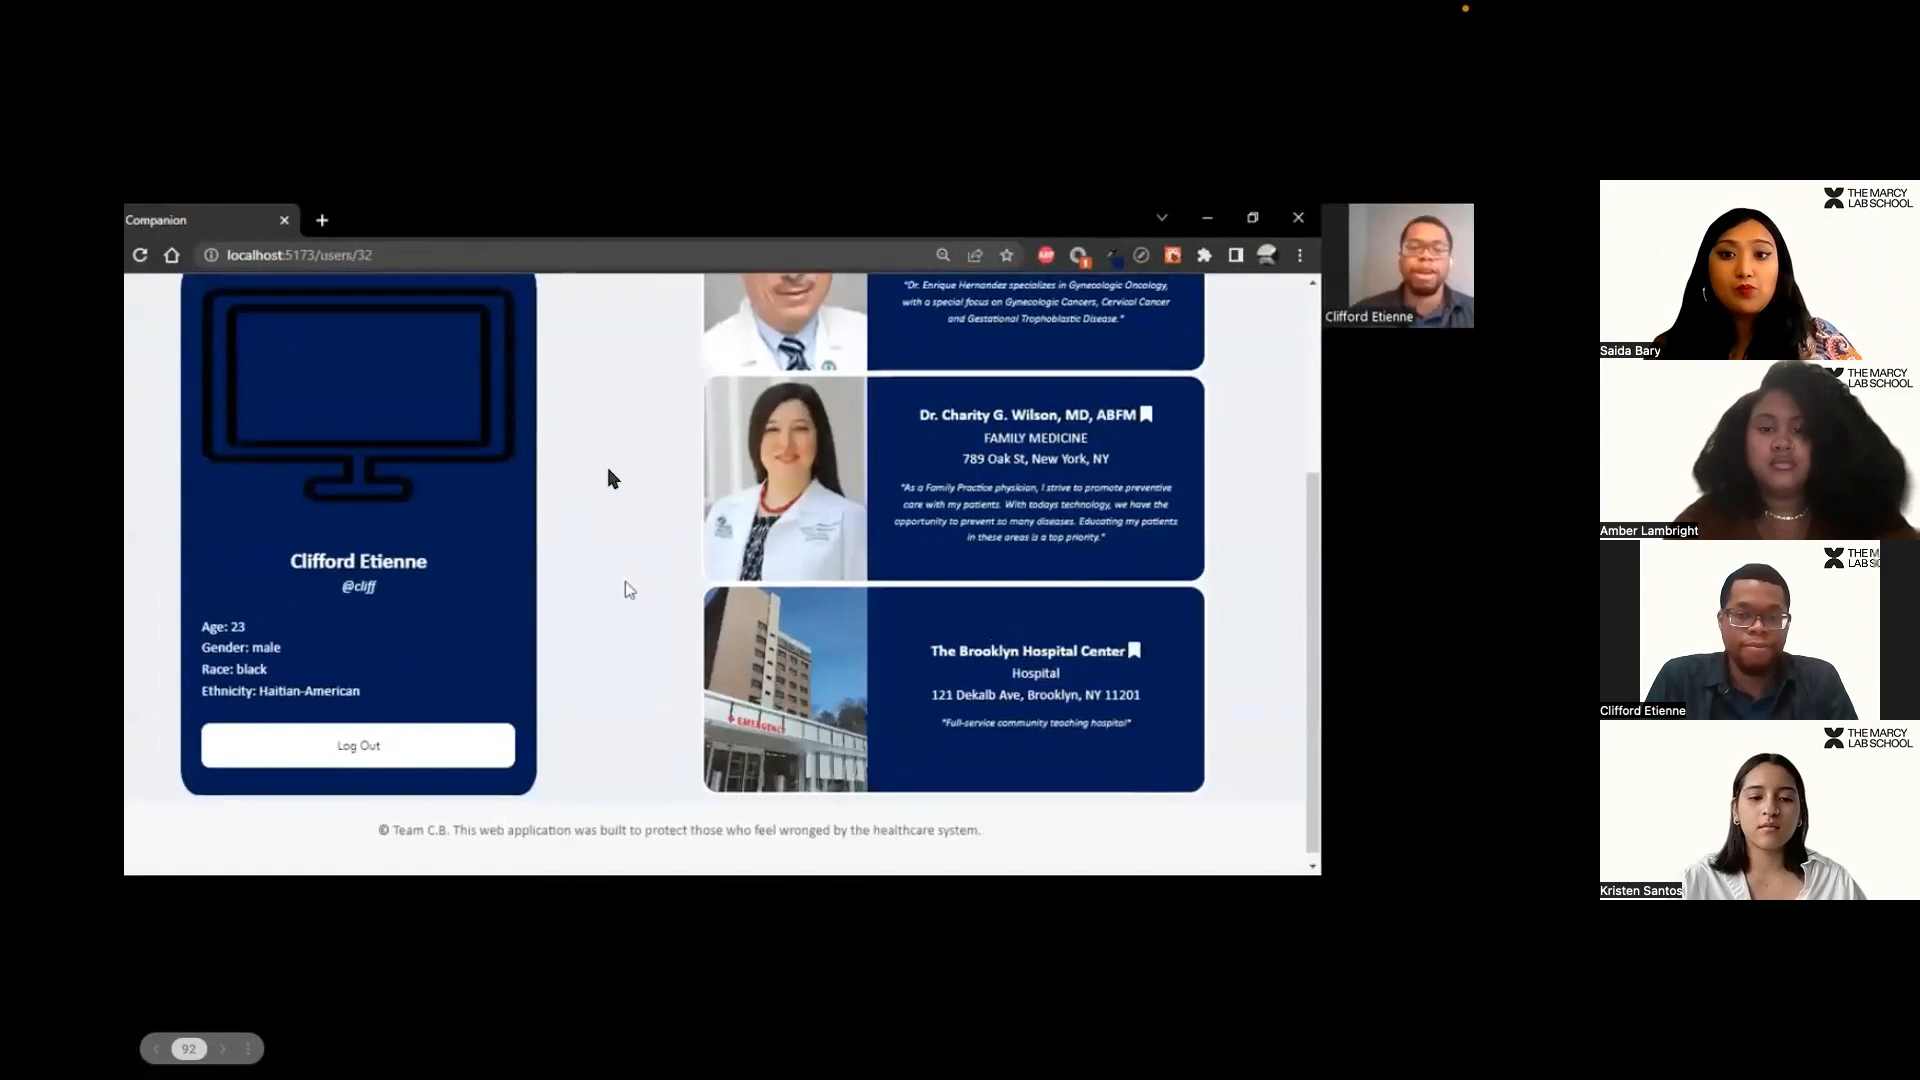 Companion
localhost:5173/users/32
Clifford Etienne
@cliff
Age: 23
Gender: male
Race: black
Ethnicity: Haitian-American
Log Out
"Dr. Enrique Hernandez specializes in Gynecologic Oncology,
with a special focus on Gynecologic Cancers, Cervical Cancer
and Gestational Trophoblastic Disease."
Dr. Charity G. Wilson, MD, ABFM
FAMILY MEDICINE
789 Oak St, New York, NY
"As a Family Practice physician, I strive to promote preventive
care with my patients. With todays technology, we have the
opportunity to prevent so many diseases. Educating my patients
in these areas is a top priority."
EMERGENCY
The Brooklyn Hospital Center
Hospital
121 Dekalb Ave, Brooklyn, NY 11201
"Full-service community teaching hospital"
© Team C.B. This web application was built to protect those who feel wronged by the healthcare system.
Clifford Etienne
THE MARCY
LAB SCHOOL
Saida Bary
THE MARCY
LAB SCHOOL
Amber Lambright
THE M
LAB SC
Clifford Etienne
THE MARCY
LAB SCHOOL
Kristen Santos
92